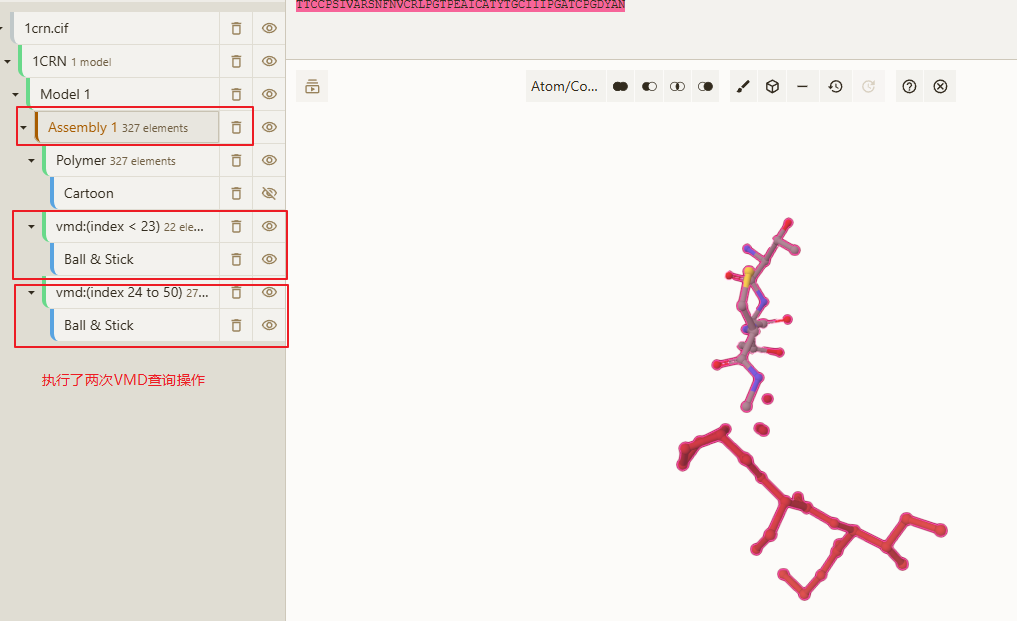 TTCCPSIVARSNFNVCRLPGTPEAICATYTGCIIIPGATCPGDYAN
1crn.cif
1CRN 1 model
Model 1
Assembly 1 327 elements
Polymer 327 elements
Cartoon
vmd:(index < 23) 22 ele...
Ball & Stick
vmd:(index 24 to 50) 27...
Ball & Stick
执行了两次VMD查询操作
Atom/Co...